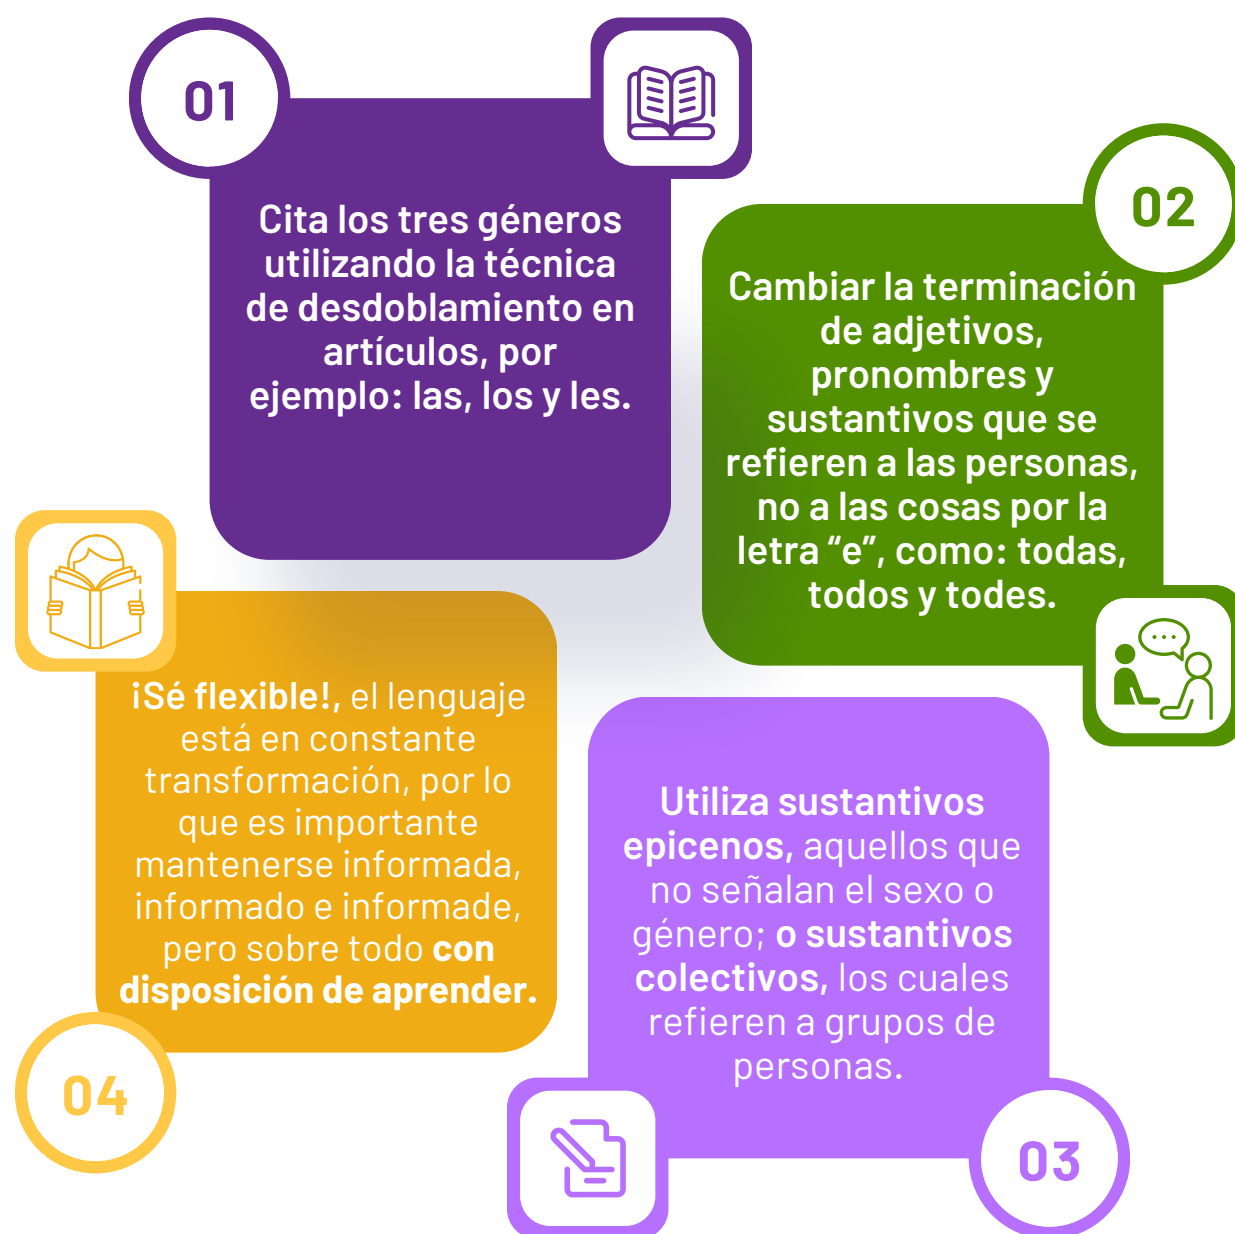 01
Cita los tres géneros
utilizando la técnica
de desdoblamiento en
artículos, por
ejemplo: las, los y les.
02
Cambiar la terminación
de adjetivos,
pronombres y
sustantivos que se
refieren a las personas,
no a las cosas por la
letra “e”, como: todas,
todos y todes.
Utiliza sustantivos
epicenos, aquellos que
no señalan el sexo o
género; o sustantivos
colectivos, los cuales
refieren a grupos de
personas.
03
¡Sé flexible!, el lenguaje
está en constante
transformación, por lo
que es importante
mantenerse informada,
informado e informade,
pero sobre todo con
disposición de aprender.
04